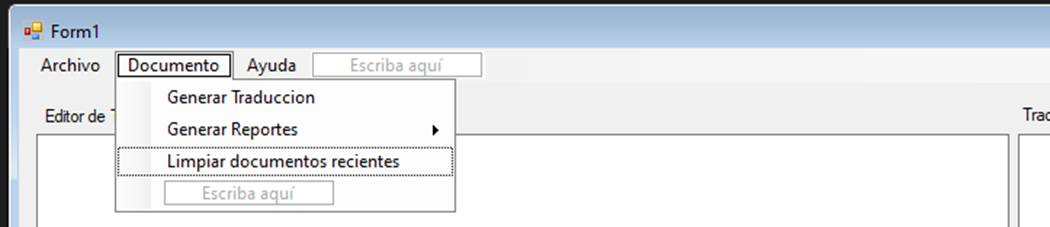 Form1
Archivo Documento Ayuda Escriba aquí
Generar Traduccion
Editor de
Trad
Generar Reportes
Limpiar documentos recientes
Escriba aquí